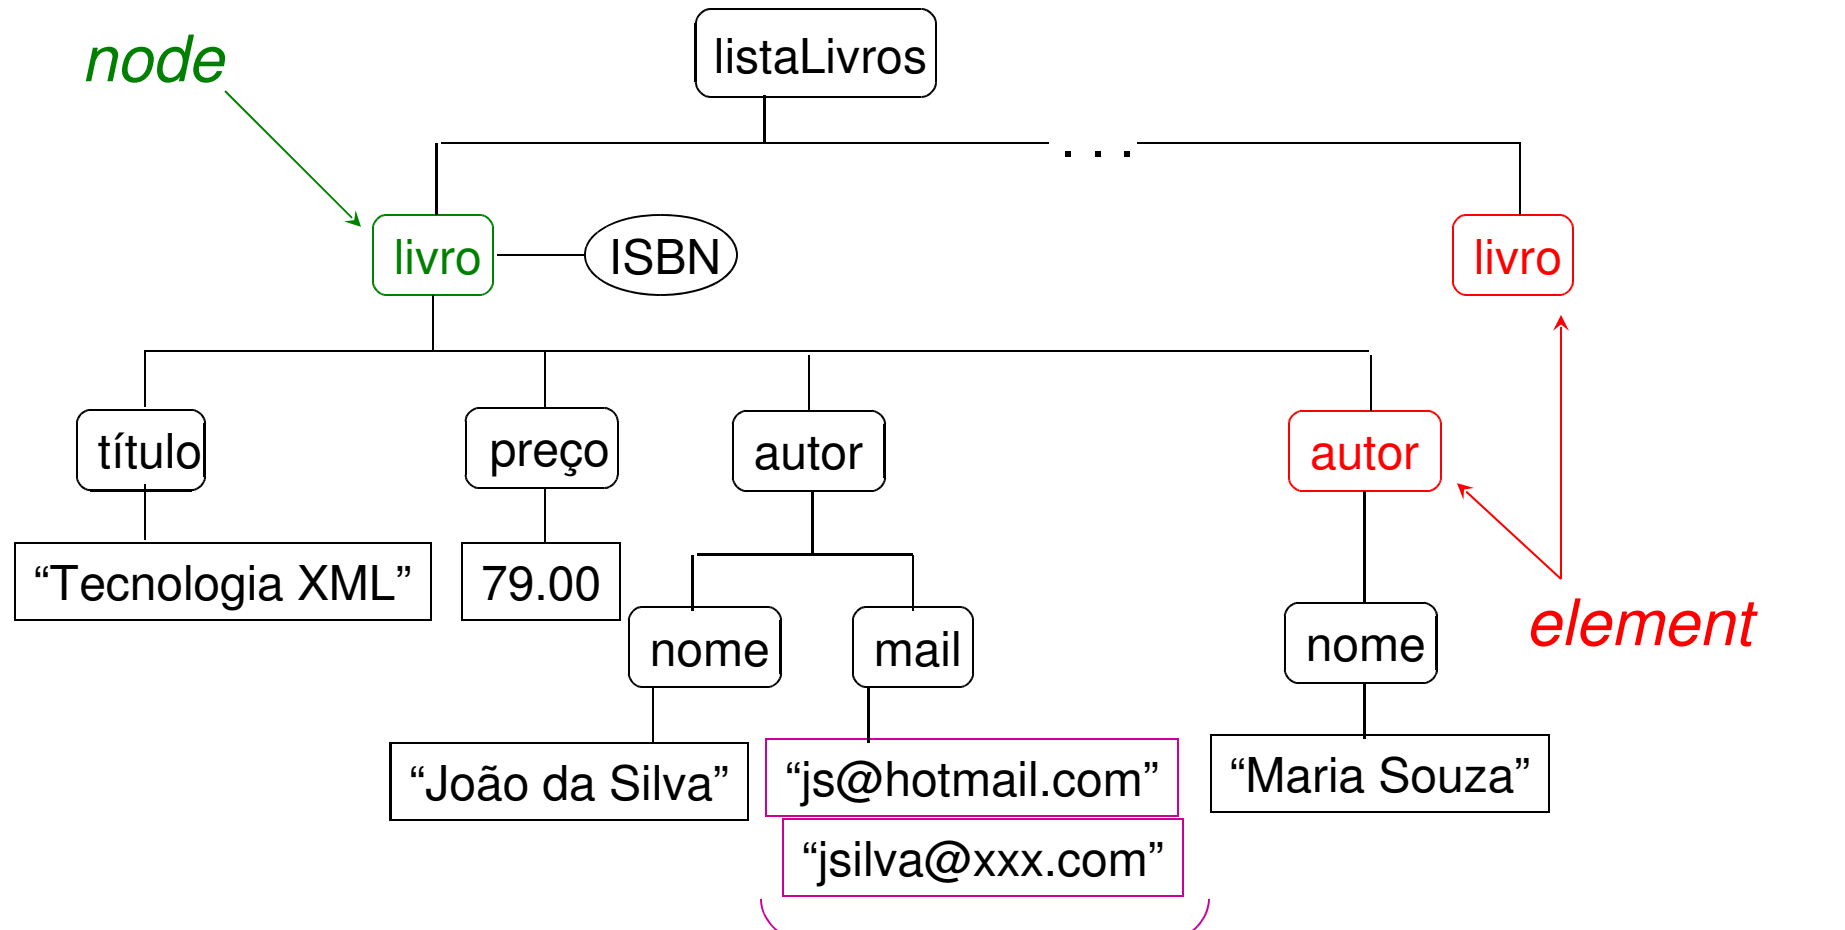 node
listaLivros
. . .
livro
ISBN
livro
título
preço
autor
autor
“Tecnologia XML”
79.00
nome
mail
nome
element
“João da Silva”
“js@hotmail.com”
“Maria Souza”
“jsilva@xxx.com”